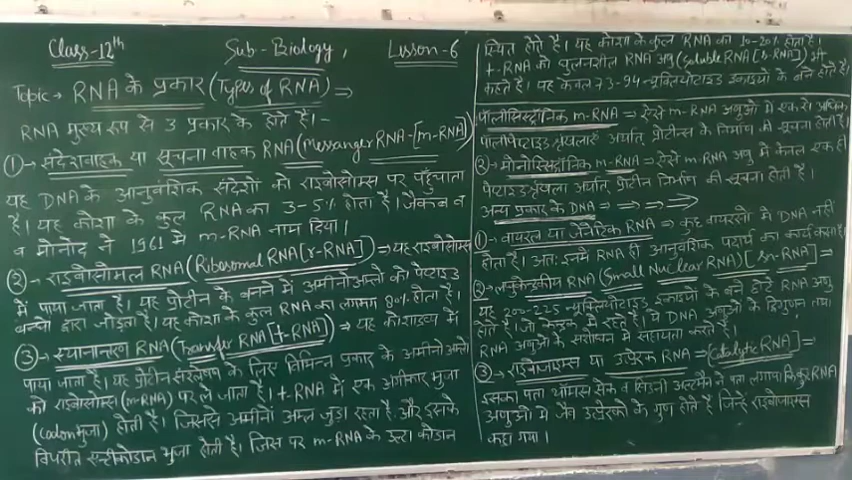 Class-12th Sub-Biology, Lesson-6
Topic → RNA के प्रकार (Types of RNA) ⇒
RNA मुख्य रूप से 3 प्रकार के होते है।-
① → संदेशवाहक या सूचना वाहक RNA (Messanger RNA-[m-RNA])
यह DNA के आनुवंशिक संदेशो को राइबोसोम्स पर पहुँचाता
है। यह कोशा के कुल RNA का 3-5% होता है। जैकब व
व मोनोद ने 1961 मे m-RNA नाम दिया।
② → राइबोसोमल RNA (Ribosomal RNA [r-RNA]) ⇒ यह राइबोसोम्स
में पाया जाता है। यह प्रोटीन के बनने में अमीनोअम्लो को पेप्टाइड
बन्धो द्वारा जोड़ता है। यह कोशा के कुल RNA का लगभग 80% होता है।
③ → स्थानान्तरण RNA (Transfer RNA [t-RNA]) ⇒ यह कोशाद्रव्य में
पाया जाता है। यह प्रोटीन संश्लेषण के लिए विभिन्न प्रकार के अमीनो अम्लो
को राइबोसोम्स (m-RNA) पर ले जाता है। t-RNA में एक अमीकार भुजा
(Codon भुजा) होती है। जिससे अमीनो अम्ल जुड़ा रहता है और इसके
विपरीत एन्टीकोडान भुजा होती है। जिस पर m-RNA के कोडान
स्थित होते है। यह कोशा के कुल RNA का 10-20% होता है।
t-RNA को घुलनशील RNA अणु (Soluble RNA [s-RNA]) भी
कहते है। यह केवल 73-94 न्यूक्लियोटाइड इकाइयो के बने होते है।
पॉलीसिस्ट्रानिक m-RNA ⇒ ऐसे m-RNA अणुओं मे एक से अधिक
पालीपेप्टाइड श्रृंखलाएं अर्थात् प्रोटीन्स के निर्माण की सूचना होती है।
② → मोनोसिस्ट्रानिक m-RNA ⇒ ऐसे m-RNA अणु में केवल एक ही
पेप्टाइड श्रृंखला अर्थात् प्रोटीन निर्माण की सूचना होती है।
अन्य प्रकार के DNA ⇒ ⇒ ⇒ ⇒
① → वायरल या जेनेटिक RNA ⇒ कुछ वायरसो मे DNA नहीं
होता है। अतः इनमे RNA ही आनुवंशिक पदार्थ का कार्य करता है।
② → लघुकेन्द्रकीय RNA (Small Nuclear RNA) [sn-RNA] =
यह 200-225 न्यूक्लियोटाइड इकाइयों के बने छोटे RNA अणु
होते है। जो केन्द्रक में रहते है। ये DNA अणुओं के द्विगुणन तथा
RNA अणुओं के संशोधन में सहायता करते है।
③ → राइबोजाइम्स या उत्प्रेरक RNA = (Catalytic RNA) =
इसका पता थॉमस सेक व सिडनी अल्टमैन ने पता लगाया कि कुछ RNA
अणुओं में जैव उत्प्रेरको के गुण होते है जिन्हे राइबोजाइम्स
कहा गया।